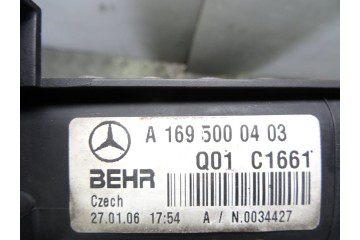 A 169 500 04 03
BEHR Q01 C1661
Czech
27.01.06 17:54 A / N.0034427